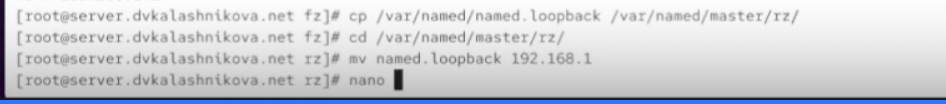 [root@server.dvkalashnikova.net fz]# cp /var/named/named.loopback /var/named/master/rz/
[root@server.dvkalashnikova.net fz]# cd /var/named/master/rz/
[root@server.dvkalashnikova.net rz]# mv named.loopback 192.168.1
[root@server.dvkalashnikova.net rz]# nano